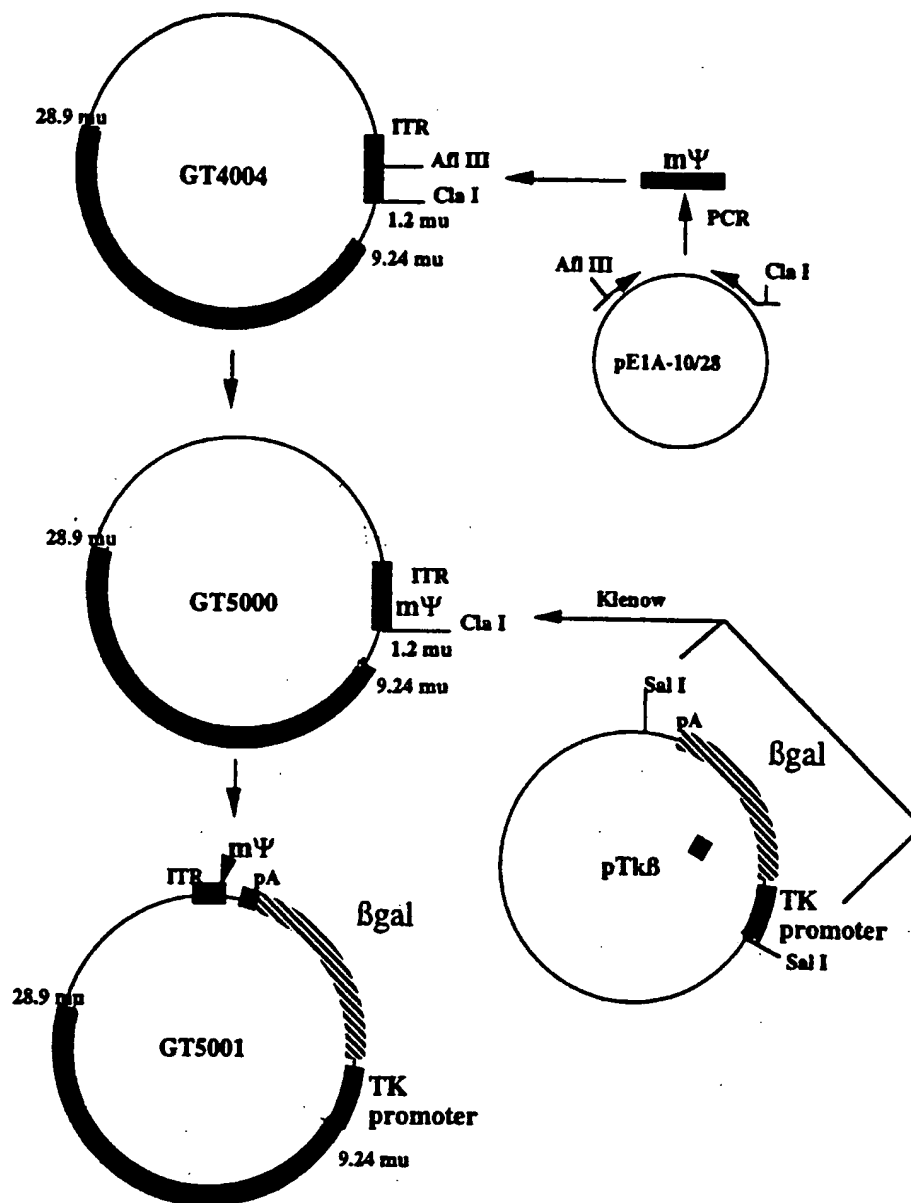 28.9 mu
ITR
GT4004
Afl III
Cla I
1.2 mu
9.24 mu
mΨ
PCR
Afl III
Cla I
pE1A-10/28
28.9 mu
ITR
GT5000
mΨ
Cla I
1.2 mu
9.24 mu
Klenow
Sal I
pA
ßgal
pTkß
TK
promoter
Sal I
mΨ
ITR
pA
ßgal
28.9 mu
GT5001
TK
promoter
9.24 mu